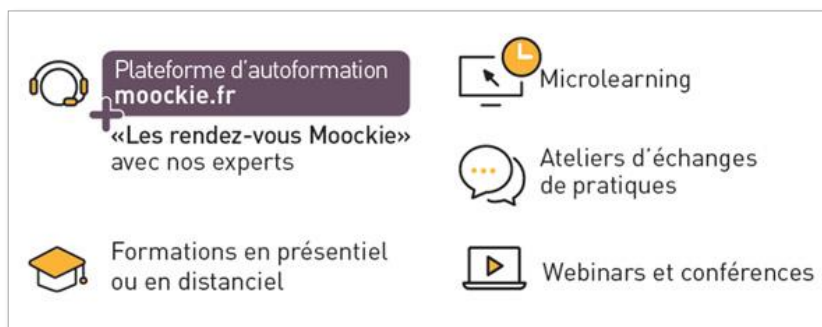 Plateforme d'autoformation
moockie.fr
«Les rendez-vous Moockie»
avec nos experts
Formations en présentiel
ou en distanciel
Microlearning
Ateliers d'échanges
de pratiques
Webinars et conférences